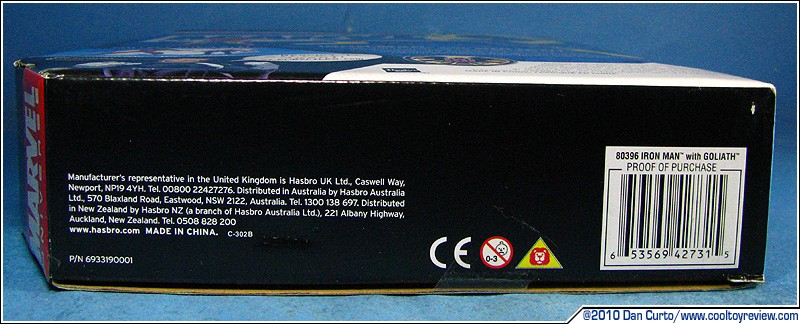 MARVEL
Manufacturer's representative in the United Kingdom is Hasbro UK Ltd., Caswell Way,
Newport, NP19 4YH. Tel. 00800 22427276. Distributed in Australia by Hasbro Australia
Ltd., 570 Blaxland Road, Eastwood, NSW 2122, Australia. Tel. 1300 138 697. Distributed
in New Zealand by Hasbro NZ (a branch of Hasbro Australia Ltd.), 221 Albany Highway,
Auckland, New Zealand. Tel. 0508 828 200
www.hasbro.com MADE IN CHINA. C-302B
P/N 6933190001
CE
0-3
80396 IRON MAN™ with GOLIATH™
PROOF OF PURCHASE
6 53569 42731 5
©2010 Dan Curto/www.cooltoyreview.com